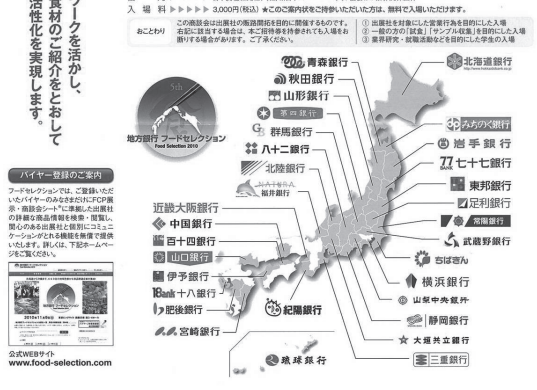 入 場 料 ▶▶▶▶▶ 3,000円(税込) ★このご案内状をご持参いただいた方は、無料で入場いただけます。
おことわり
この商談会は出展社の販路開拓を目的に開催するものです。
右記に該当する場合は、本ご招待券を持参されても入場をお
断りする場合があります。ご了承ください。
① 出展社を対象にした営業行為を目的にした入場
② 一般の方の「試食」「サンプル収集」を目的にした入場
③ 業界研究・就職活動などを目的にした学生の入場
ワークを活かし、
食材のご紹介をとおして
活性化を実現します。
5th
地方銀行 フードセレクション
Food Selection 2010
バイヤー登録のご案内
フードセレクションでは、ご登録いただ
いたバイヤーのみなさまだけにFCP展
示・商談会シート®に準拠した出展社
の詳細な商品情報を検索・閲覧し、
関心のある出展社と個別にコミュニ
ケーションがとれる機能を無償で提供
いたします。詳しくは、下記ホームペー
ジをご覧ください。
2010年11月5日
公式WEBサイト
www.food-selection.com
青森銀行
秋田銀行
山形銀行
第四銀行
群馬銀行
八十二銀行
北陸銀行
福井銀行
近畿大阪銀行
中国銀行
百十四銀行
山口銀行
伊予銀行
18Bank 十八銀行
肥後銀行
宮崎銀行
紀陽銀行
琉球銀行
北海道銀行
みちのく銀行
岩手銀行
77 BANK 七十七銀行
東邦銀行
足利銀行
常陽銀行
武蔵野銀行
ちばぎん
横浜銀行
山梨中央銀行
静岡銀行
大垣共立銀行
三重銀行